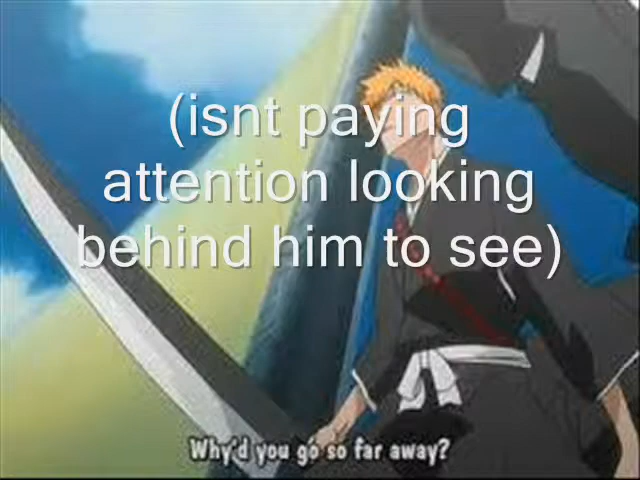 (isnt paying
attention looking
behind him to see)
Why'd you go so far away?